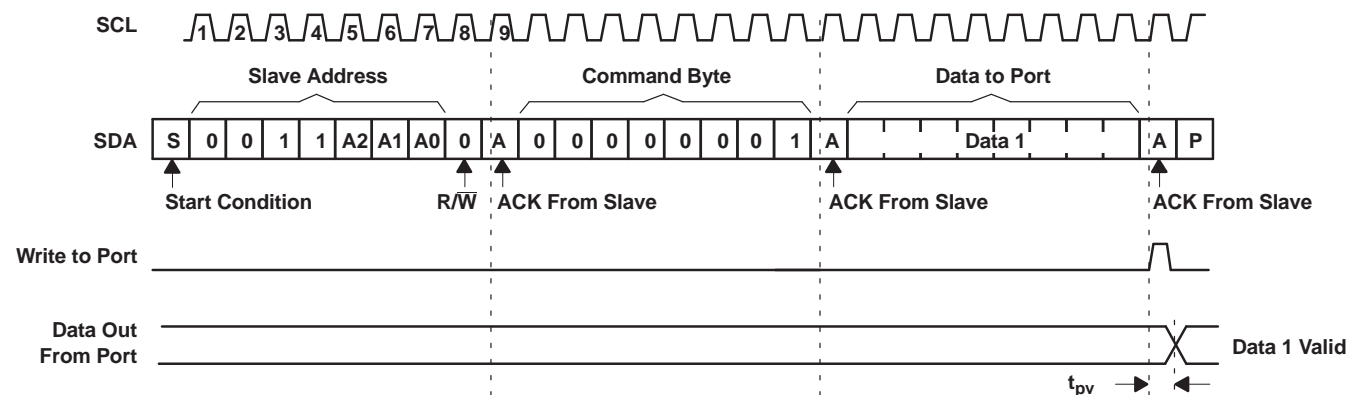 SCL 1 2 3 4 5 6 7 8 9
Slave Address Command Byte Data to Port
SDA S 0 0 1 1 A2 A1 A0 0 A 0 0 0 0 0 0 0 1 A Data 1 A P
Start Condition R/W̅ ACK From Slave ACK From Slave ACK From Slave
Write to Port
Data Out
From Port
Data 1 Valid
tpv